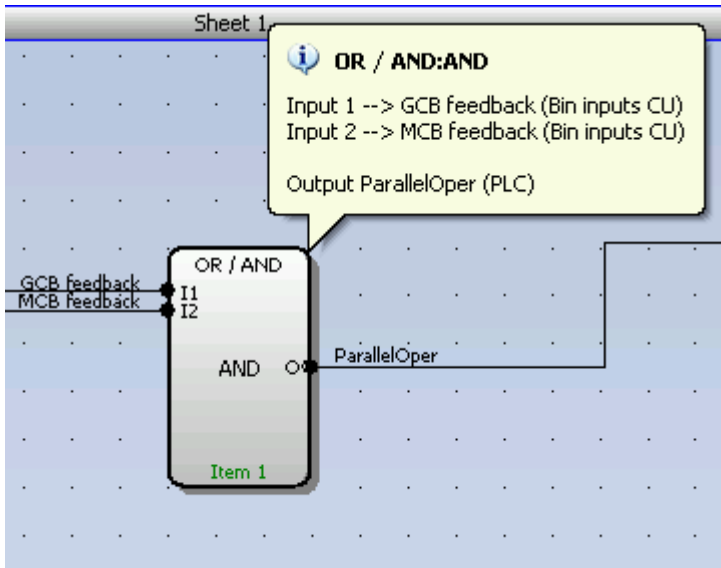 Sheet 1
OR / AND:AND
Input 1 --> GCB feedback (Bin inputs CU)
Input 2 --> MCB feedback (Bin inputs CU)
Output ParallelOper (PLC)
OR / AND
GCB feedback
I1
MCB feedback
I2
AND O
ParallelOper
Item 1